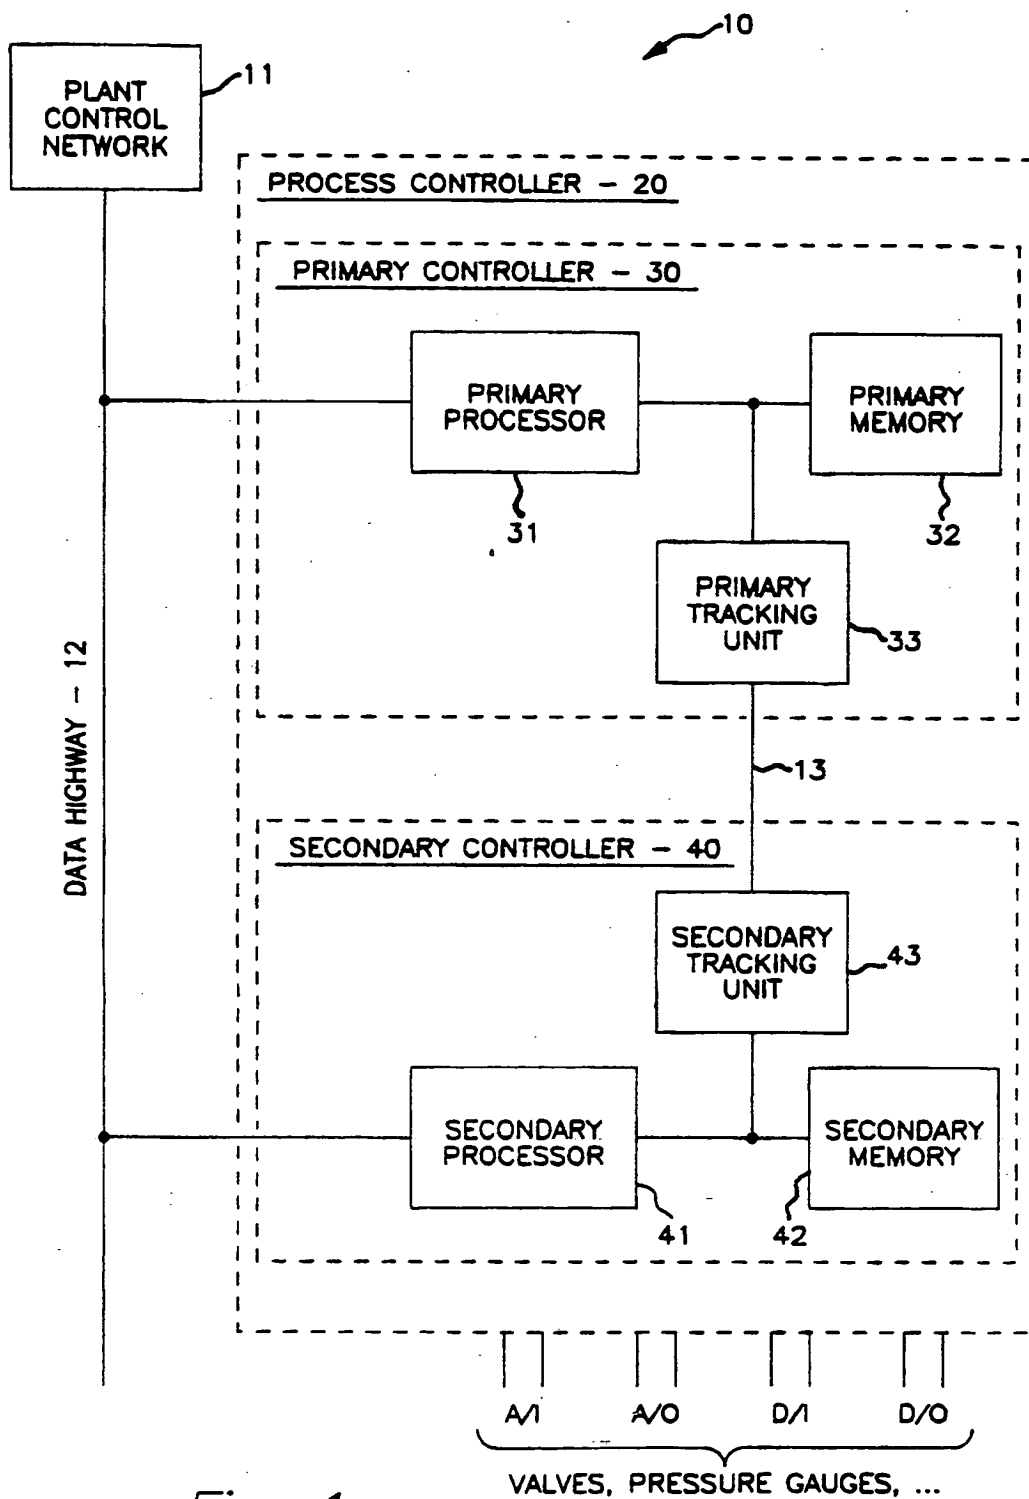 10
11
PLANT
CONTROL
NETWORK
PROCESS CONTROLLER - 20
PRIMARY CONTROLLER - 30
PRIMARY
PROCESSOR
31
PRIMARY
MEMORY
32
PRIMARY
TRACKING
UNIT
33
DATA HIGHWAY - 12
13
SECONDARY CONTROLLER - 40
SECONDARY
TRACKING
UNIT
43
SECONDARY
PROCESSOR
41
SECONDARY
MEMORY
42
A/I A/O D/I D/O
VALVES, PRESSURE GAUGES, ...
Fig. 1